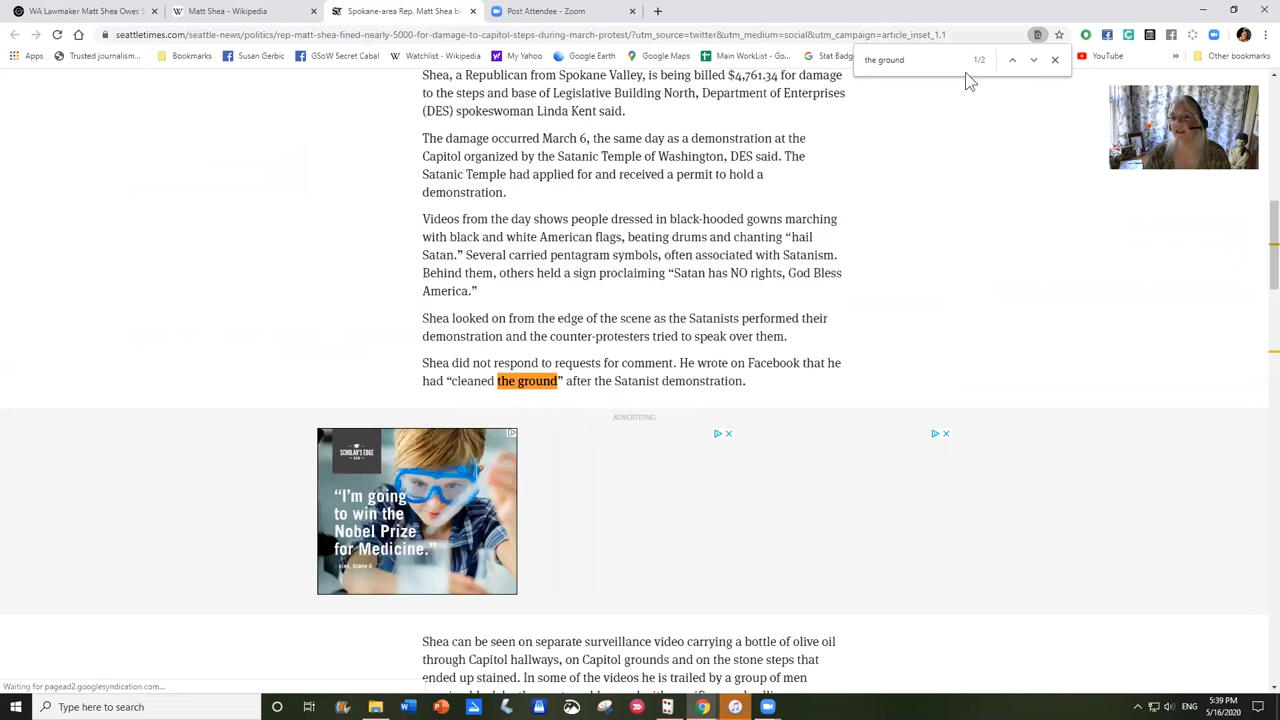 WA Lawmaker Matt Shea Owes S
Matt Shea - Wikipedia
Spokane-area Rep. Matt Shea bi
Post Attendee - Zoom
seattletimes.com/seattle-news/politics/rep-matt-shea-fined-nearly-5000-for-damage-to-capitol-steps-during-march-protest/?utm_source=twitter&utm_medium=social&utm_campaign=article_inset_1.1
Apps
Trusted journalism...
Susan Gerbic
GSoW Secret Cabal
Watchlist - Wikipedia
My Yahoo
Google Earth
Google Maps
Main WorkList - Go...
Stat Badg
YouTube
»
Other bookmarks
the ground
1/2
Shea, a Republican from Spokane Valley, is being billed $4,761.34 for damage
to the steps and base of Legislative Building North, Department of Enterprises
(DES) spokeswoman Linda Kent said.
The damage occurred March 6, the same day as a demonstration at the
Capitol organized by the Satanic Temple of Washington, DES said. The
Satanic Temple had applied for and received a permit to hold a
demonstration.
Videos from the day shows people dressed in black-hooded gowns marching
with black and white American flags, beating drums and chanting “hail
Satan.” Several carried pentagram symbols, often associated with Satanism.
Behind them, others held a sign proclaiming “Satan has NO rights, God Bless
America.”
Shea looked on from the edge of the scene as the Satanists performed their
demonstration and the counter-protesters tried to speak over them.
Shea did not respond to requests for comment. He wrote on Facebook that he
had “cleaned the ground” after the Satanist demonstration.
ADVERTISING
SCHOLAR'S EDGE
“I'm going
to win the
Nobel Prize
for Medicine.”
Shea can be seen on separate surveillance video carrying a bottle of olive oil
through Capitol hallways, on Capitol grounds and on the stone steps that
ended up stained. In some of the videos he is trailed by a group of men
Waiting for pagead2.googlesyndication.com...
Type here to search
ENG
5:39 PM
5/16/2020